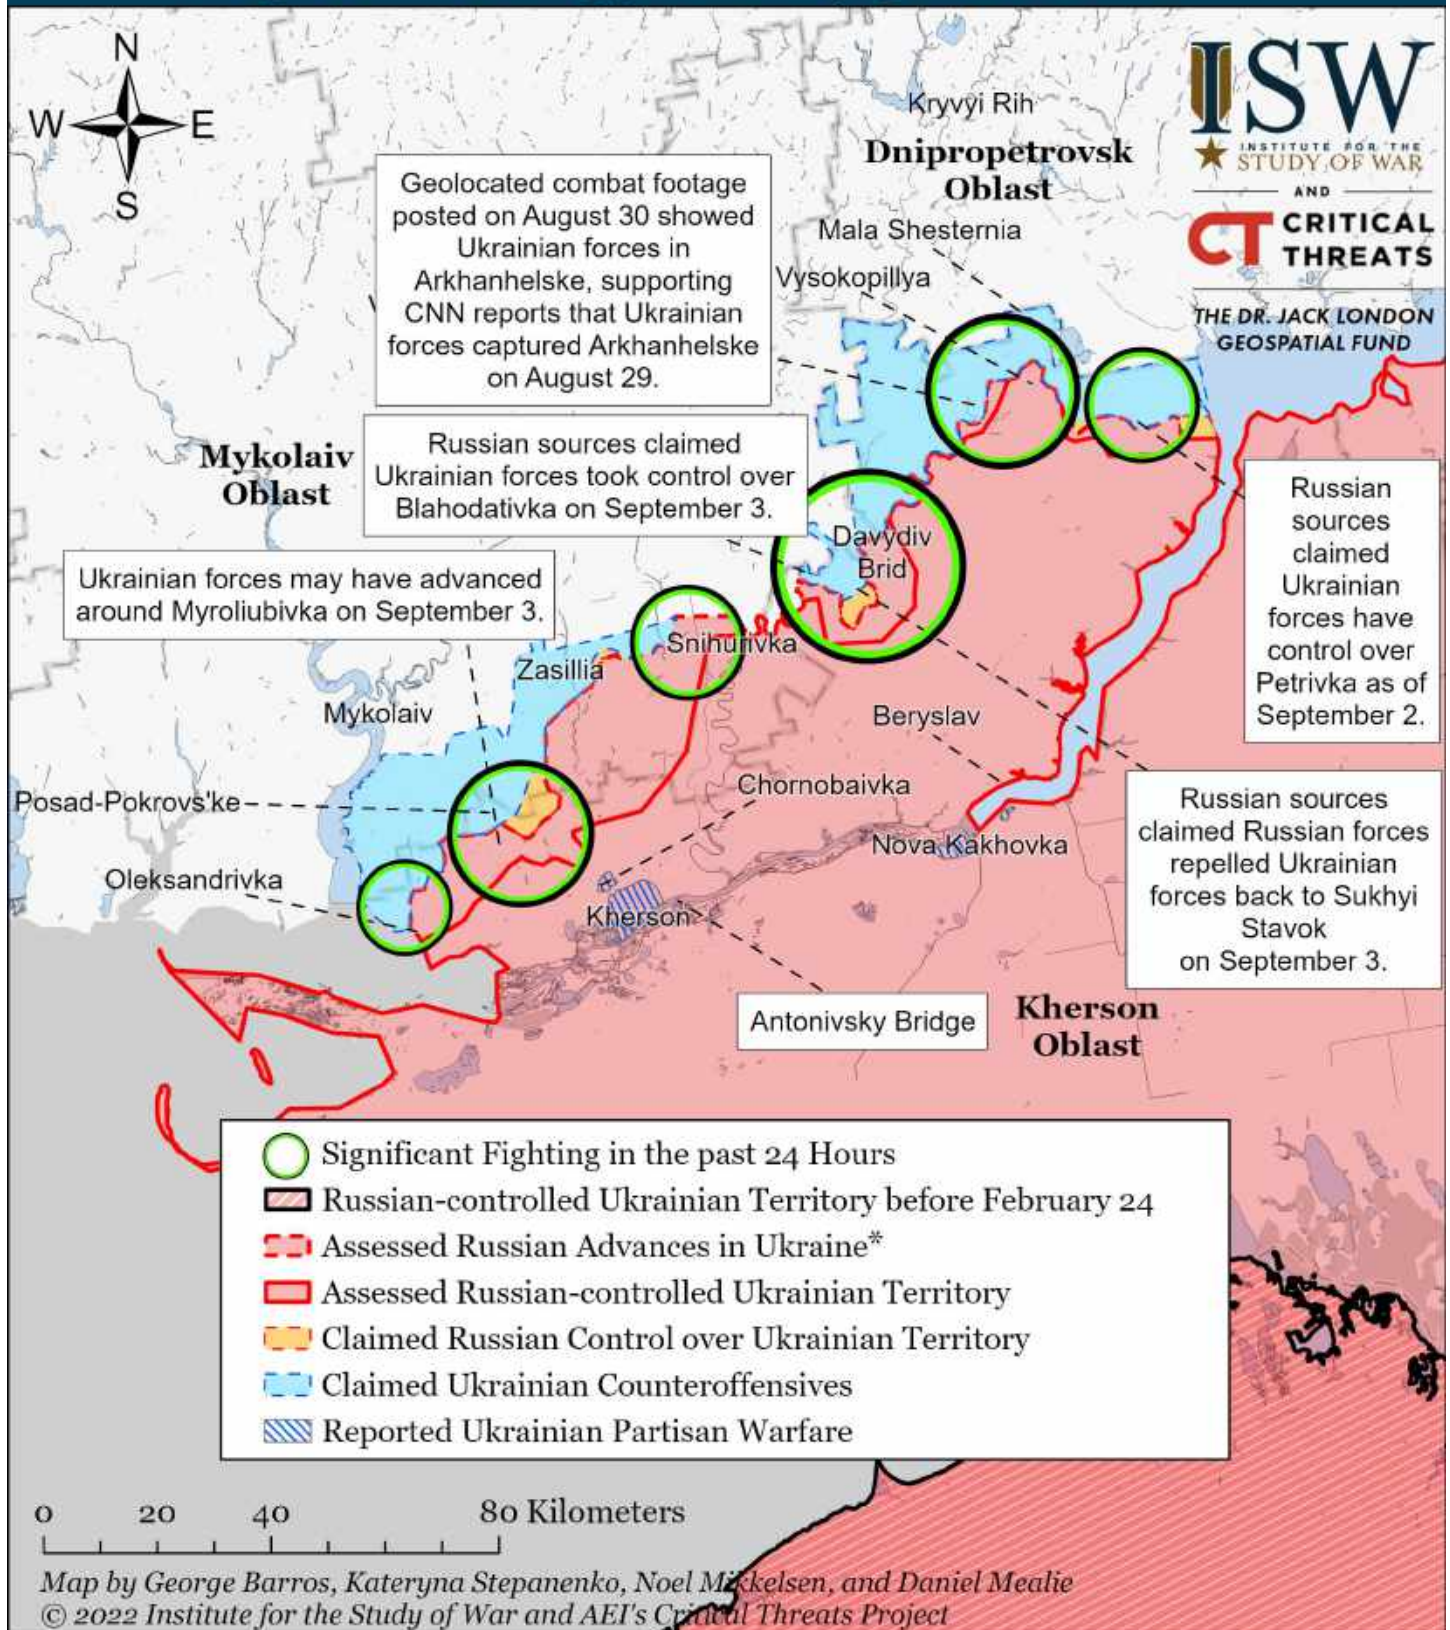 N
W E
S
ISW
INSTITUTE FOR THE
STUDY OF WAR
AND
CT CRITICAL
THREATS
THE DR. JACK LONDON
GEOSPATIAL FUND
Kryvyi Rih
Dnipropetrovsk
Oblast
Mala Shesternia
Vysokopillya
Geolocated combat footage
posted on August 30 showed
Ukrainian forces in
Arkhanhelske, supporting
CNN reports that Ukrainian
forces captured Arkhanhelske
on August 29.
Mykolaiv
Oblast
Russian sources claimed
Ukrainian forces took control over
Blahodativka on September 3.
Ukrainian forces may have advanced
around Myroliubivka on September 3.
Russian
sources
claimed
Ukrainian
forces have
control over
Petrivka as of
September 2.
Davydiv
Brid
Snihurivka
Zasillia
Mykolaiv
Beryslav
Chornobaivka
Posad-Pokrovs'ke
Nova Kakhovka
Oleksandrivka
Kherson
Russian sources
claimed Russian forces
repelled Ukrainian
forces back to Sukhyi
Stavok
on September 3.
Antonivsky Bridge
Kherson
Oblast
Significant Fighting in the past 24 Hours
Russian-controlled Ukrainian Territory before February 24
Assessed Russian Advances in Ukraine*
Assessed Russian-controlled Ukrainian Territory
Claimed Russian Control over Ukrainian Territory
Claimed Ukrainian Counteroffensives
Reported Ukrainian Partisan Warfare
0 20 40 80 Kilometers
Map by George Barros, Kateryna Stepanenko, Noel Mikkelsen, and Daniel Mealie
© 2022 Institute for the Study of War and AEI's Critical Threats Project